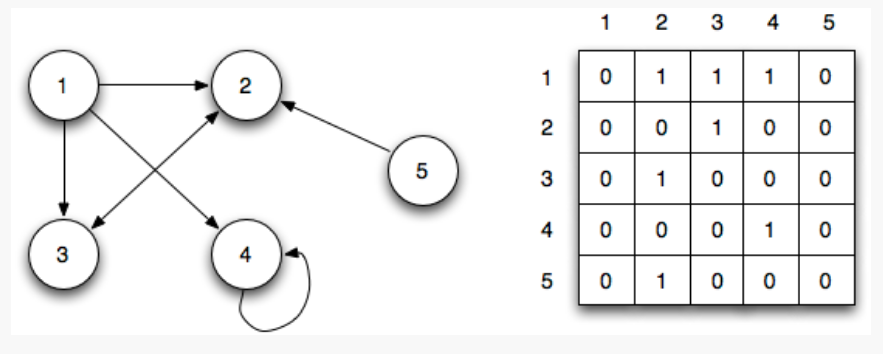 1
2
5
3
4
1 2 3 4 5
1 0 1 1 1 0
2 0 0 1 0 0
3 0 1 0 0 0
4 0 0 0 1 0
5 0 1 0 0 0